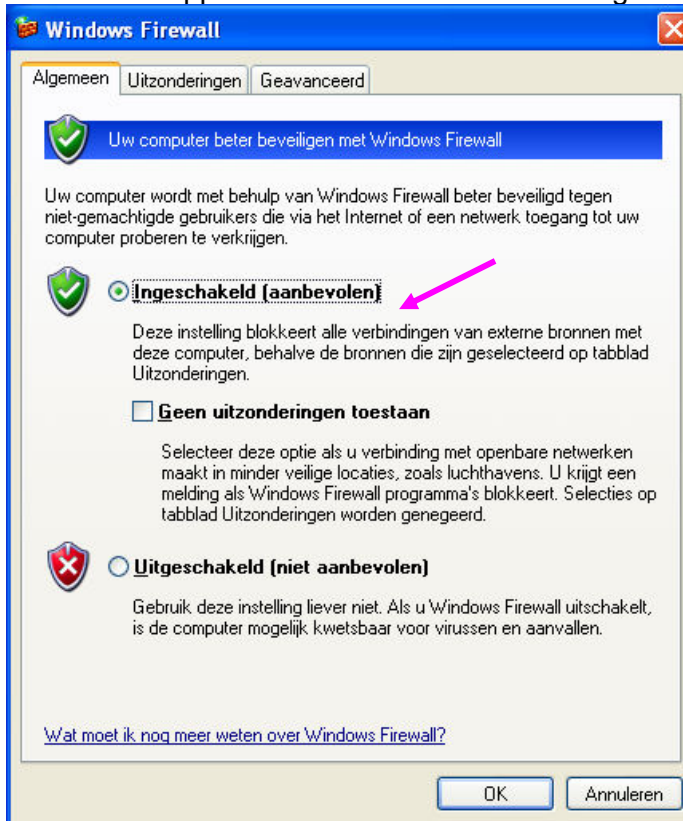 Windows Firewall
Algemeen Uitzonderingen Geavanceerd
Uw computer beter beveiligen met Windows Firewall
Uw computer wordt met behulp van Windows Firewall beter beveiligd tegen
niet-gemachtigde gebruikers die via het Internet of een netwerk toegang tot uw
computer proberen te verkrijgen.
Ingeschakeld (aanbevolen)
Deze instelling blokkeert alle verbindingen van externe bronnen met
deze computer, behalve de bronnen die zijn geselecteerd op tabblad
Uitzonderingen.
Geen uitzonderingen toestaan
Selecteer deze optie als u verbinding met openbare netwerken
maakt in minder veilige locaties, zoals luchthavens. U krijgt een
melding als Windows Firewall programma's blokkeert. Selecties op
tabblad Uitzonderingen worden genegeerd.
Uitgeschakeld (niet aanbevolen)
Gebruik deze instelling liever niet. Als u Windows Firewall uitschakelt,
is de computer mogelijk kwetsbaar voor virussen en aanvallen.
Wat moet ik nog meer weten over Windows Firewall?
OK Annuleren